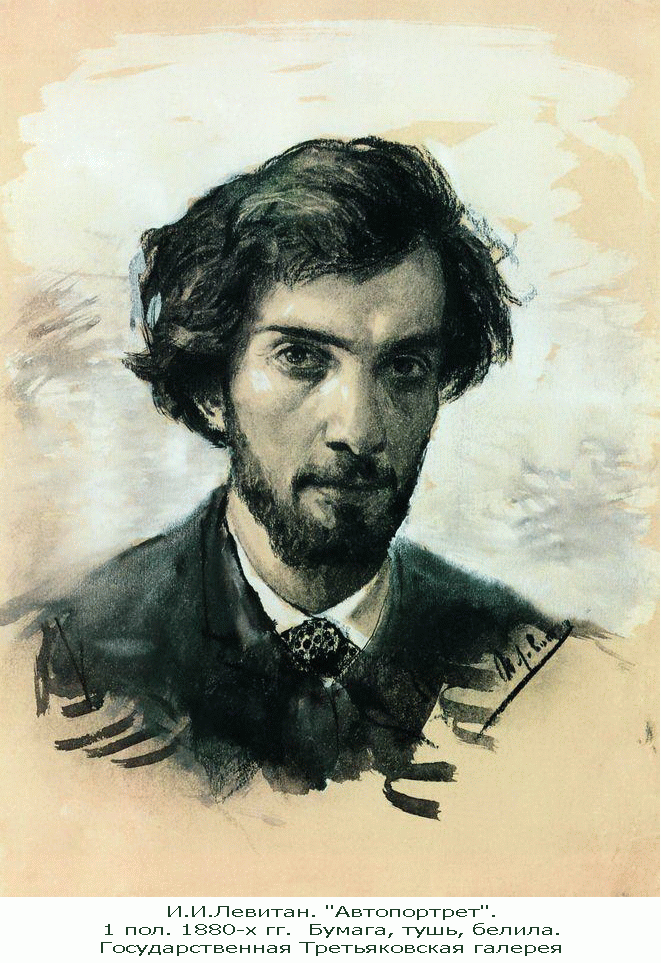 И.И.Левитан. "Автопортрет".
1 пол. 1880-х гг.  Бумага, тушь, белила.
Государственная Третьяковская галерея